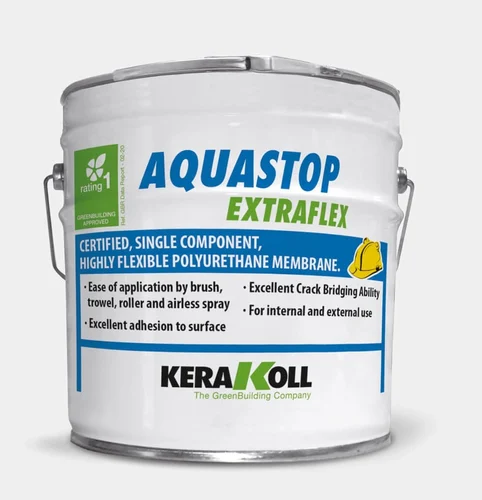 rating 1
GREENBUILDING
APPROVED
AQUASTOP
EXTRAFLEX
CERTIFIED, SINGLE COMPONENT,
HIGHLY FLEXIBLE POLYURETHANE MEMBRANE.
· Ease of application by brush,
trowel, roller and airless spray
· Excellent adhesion to surface
· Excellent Crack Bridging Ability
· For internal and external use
KERAKOLL
The GreenBuilding Company